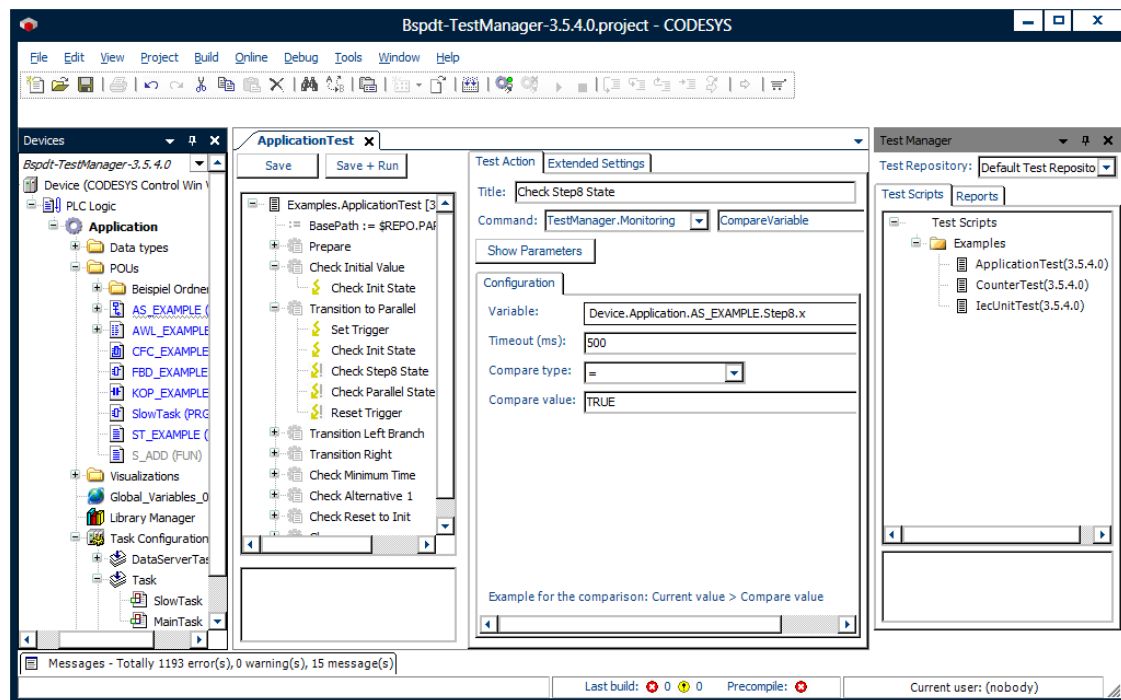 Bspdt-TestManager-3.5.4.0.project - CODESYS
File Edit View Project Build Online Debug Tools Window Help
Devices
Bspdt-TestManager-3.5.4.0
Device (CODESYS Control Win
PLC Logic
Application
Data types
POUs
Beispiel Ordner
AS_EXAMPLE (
AWL_EXAMPLE
CFC_EXAMPLE
FBD_EXAMPLE
KOP_EXAMPLE
SlowTask (PRG
ST_EXAMPLE (
S_ADD (FUN)
Visualizations
Global_Variables_0
Library Manager
Task Configuration
DataServerTas
Task
SlowTask
MainTask
ApplicationTest
Save Save + Run
Examples.ApplicationTest [3
BasePath := $REPO.PAR
Prepare
Check Initial Value
Check Init State
Transition to Parallel
Set Trigger
Check Init State
Check Step8 State
Check Parallel State
Reset Trigger
Transition Left Branch
Transition Right
Check Minimum Time
Check Alternative 1
Check Reset to Init
Test Action Extended Settings
Title: Check Step8 State
Command: TestManager.Monitoring CompareVariable
Show Parameters
Configuration
Variable: Device.Application.AS_EXAMPLE.Step8.x
Timeout (ms): 500
Compare type: =
Compare value: TRUE
Example for the comparison: Current value > Compare value
Test Manager
Test Repository: Default Test Reposito
Test Scripts Reports
Test Scripts
Examples
ApplicationTest(3.5.4.0)
CounterTest(3.5.4.0)
IecUnitTest(3.5.4.0)
Messages - Totally 1193 error(s), 0 warning(s), 15 message(s)
Last build: 0 0 Precompile: Current user: (nobody)